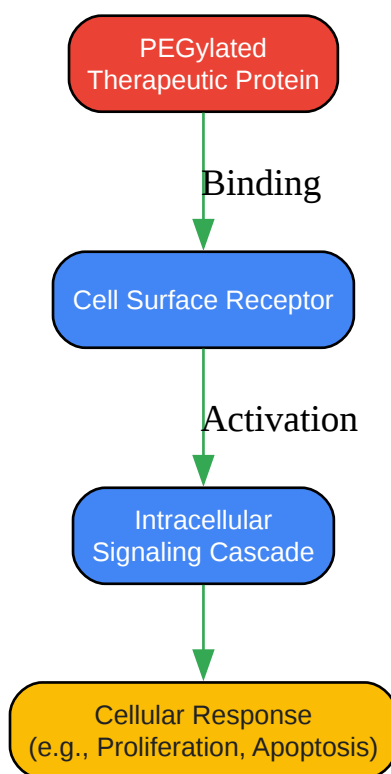 PEGylated
Therapeutic Protein
Binding
Cell Surface Receptor
Activation
Intracellular
Signaling Cascade
Cellular Response
(e.g., Proliferation, Apoptosis)